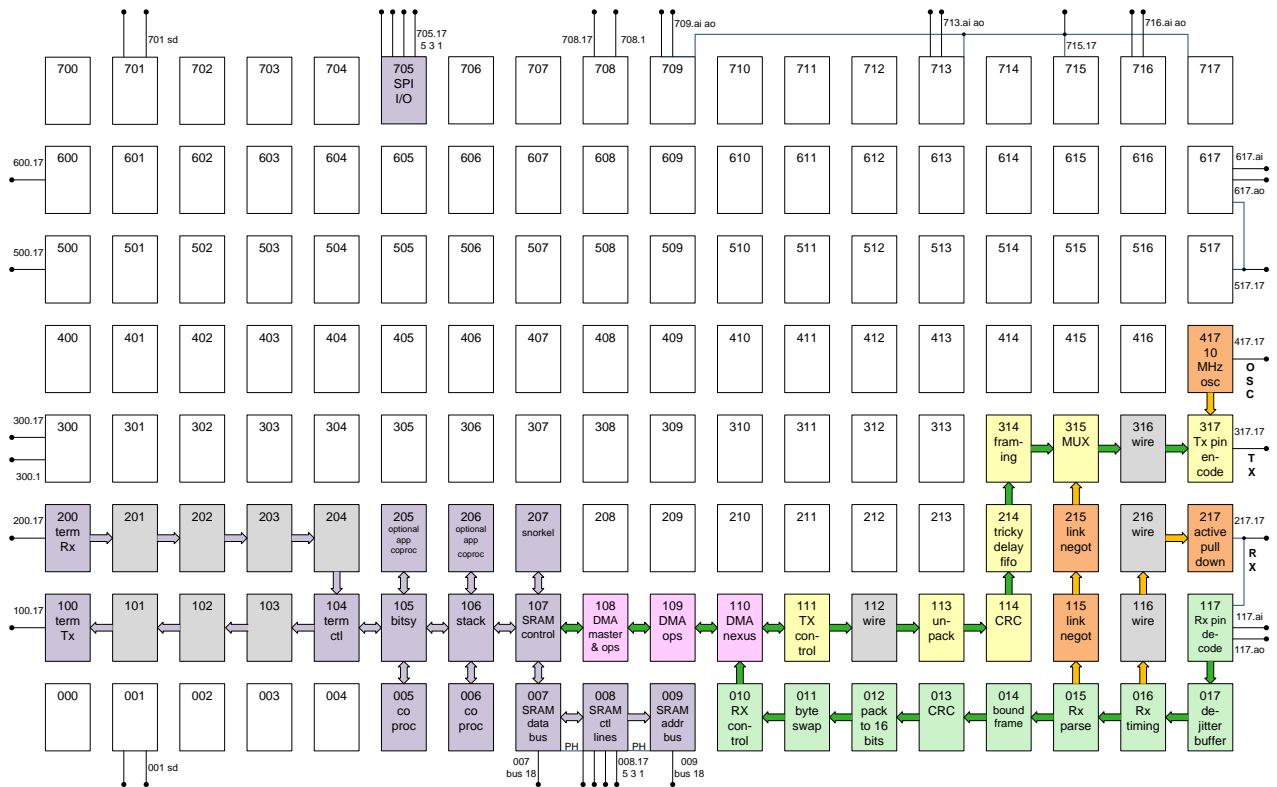 701 sd
705.17
5 3 1
708.17
708.1
709.ai ao
713.ai ao
715.17
716.ai ao
700
701
702
703
704
705
SPI
I/O
706
707
708
709
710
711
712
713
714
715
716
717
600.17
600
601
602
603
604
605
606
607
608
609
610
611
612
613
614
615
616
617
617.ai
617.ao
500.17
500
501
502
503
504
505
506
507
508
509
510
511
512
513
514
515
516
517
517.17
400
401
402
403
404
405
406
407
408
409
410
411
412
413
414
415
416
417
10
MHz
osc
417.17
O
S
C
300.17
300.1
300
301
302
303
304
305
306
307
308
309
310
311
312
313
314
fram-
ing
315
MUX
316
wire
317
Tx pin
en-
code
317.17
T
X
200.17
200
term
Rx
201
202
203
204
205
optional
app
coproc
206
optional
app
coproc
207
snorkel
208
209
210
211
212
213
214
tricky
delay
fifo
215
link
negot
216
wire
217
active
pull
down
217.17
R
X
100.17
100
term
Tx
101
102
103
104
term
ctl
105
bitsy
106
stack
107
SRAM
control
108
DMA
master
& ops
109
DMA
ops
110
DMA
nexus
111
TX
con-
trol
112
wire
113
un-
pack
114
CRC
115
link
negot
116
wire
117
Rx pin
de-
code
117.ai
117.ao
000
001
002
003
004
005
co
proc
006
co
proc
007
SRAM
data
bus
008
SRAM
ctl
lines
009
SRAM
addr
bus
010
RX
con-
trol
011
byte
swap
012
pack
to 16
bits
013
CRC
014
bound
frame
015
Rx
parse
016
Rx
timing
017
de-
jitter
buffer
PH
PH
001 sd
007
bus 18
008.17
5 3 1
009
bus 18